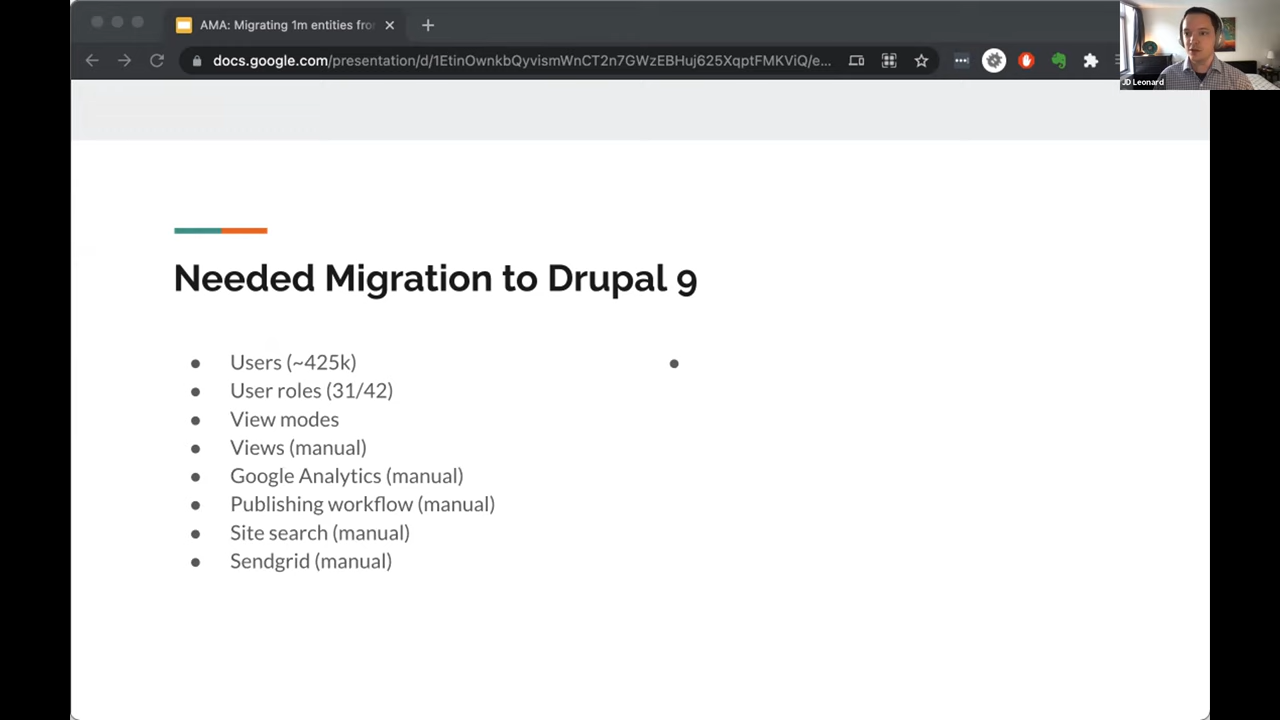 AMA: Migrating 1m entities fro
docs.google.com/presentation/d/1EtinOwnkbQyvismWnCT2n7GWzEBHuj625XqptFMKViQ/e...
JD Leonard
Needed Migration to Drupal 9
● Users (~425k)
● User roles (31/42)
● View modes
● Views (manual)
● Google Analytics (manual)
● Publishing workflow (manual)
● Site search (manual)
● Sendgrid (manual)
●